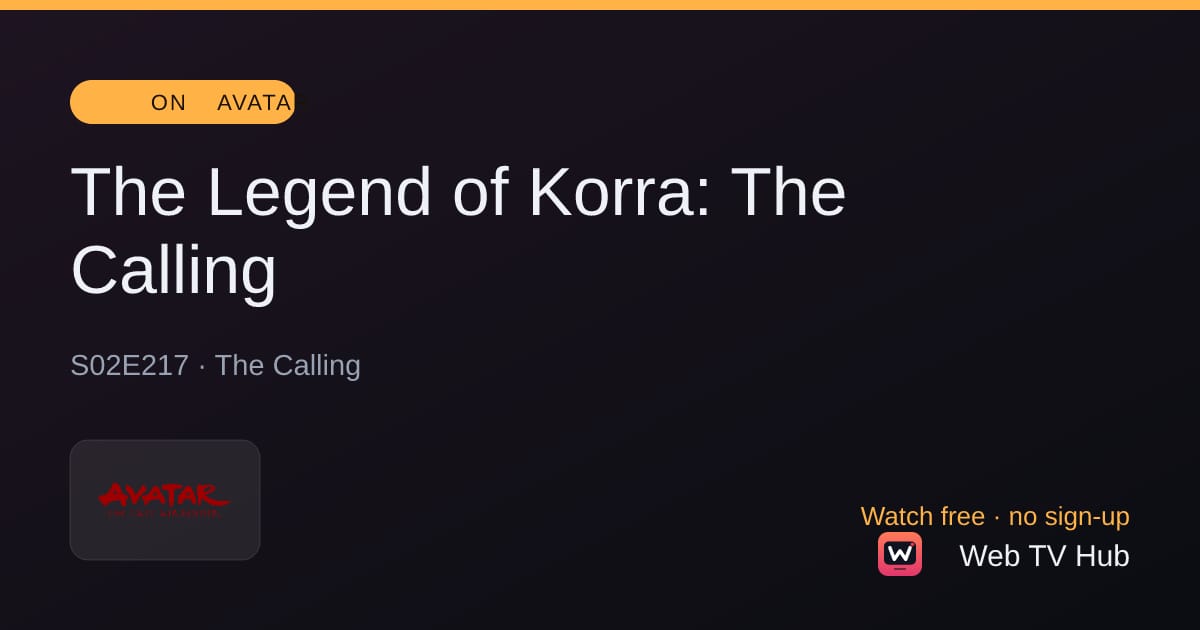 ON AVATA
The Legend of Korra: The
Calling
S02E217 · The Calling
AVATAR
Watch free · no sign-up
W
Web TV Hub